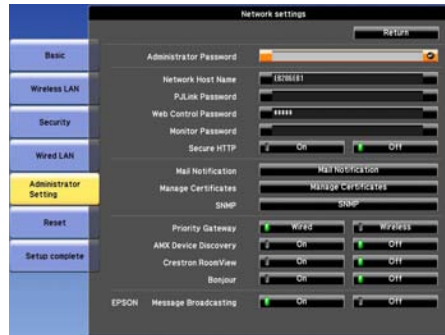 Network settings
Return
Basic
Wireless LAN
Security
Wired LAN
Administrator Setting
Reset
Setup complete
Administrator Password
Network Host Name EB206EB1
PJLink Password
Web Control Password *****
Monitor Password
Secure HTTP On Off
Mail Notification Mail Notification
Manage Certificates Manage Certificates
SNMP SNMP
Priority Gateway Wired Wireless
AMX Device Discovery On Off
Crestron RoomView On Off
Bonjour On Off
EPSON Message Broadcasting On Off